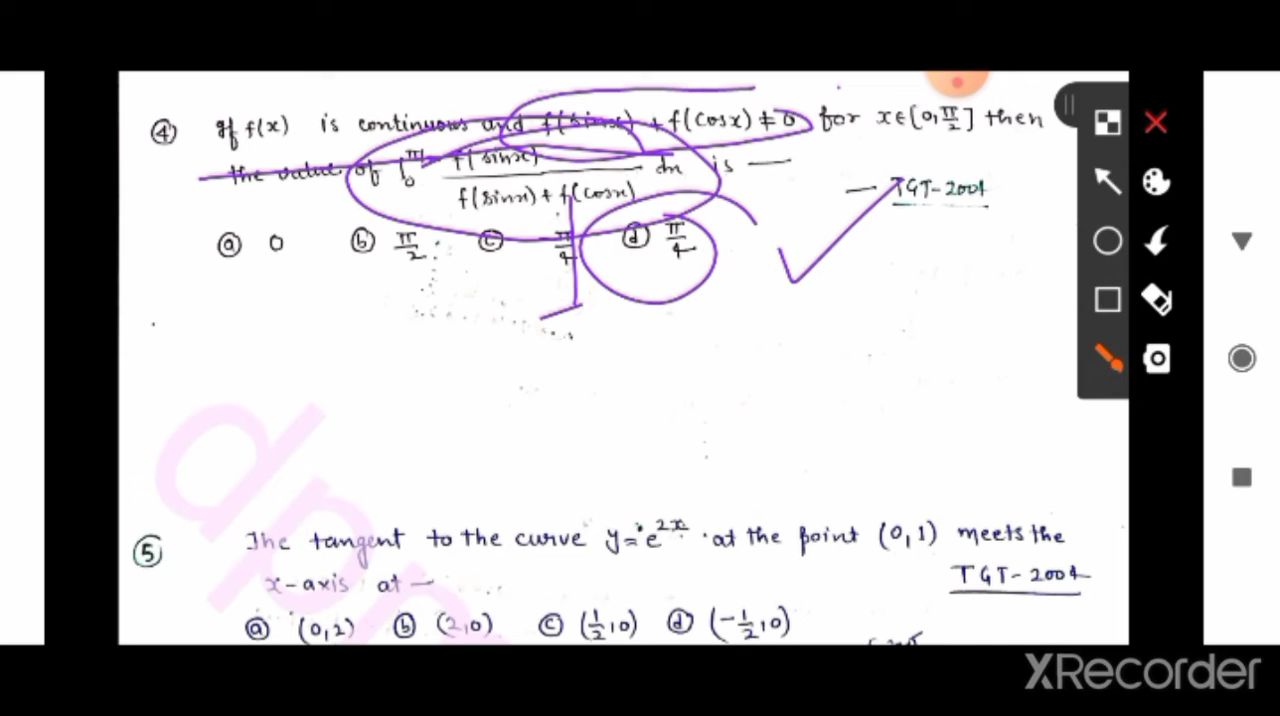 ④ If f(x) is continuous and f(sinx) + f(cosx) ≠ 0 for x∈[0, π/2] then
the value of ∫₀^π f(sinx) / f(sinx) + f(cosx) dx is —
— TGT-2004
ⓐ 0 ⓑ π/2 ⓒ π/4 ⓓ π/4
⑤ The tangent to the curve y = e^2x at the point (0,1) meets the
x-axis at —
TGT-2004
ⓐ (0,2) ⓑ (2,0) ⓒ (1/2,0) ⓓ (-1/2,0)
XRecorder